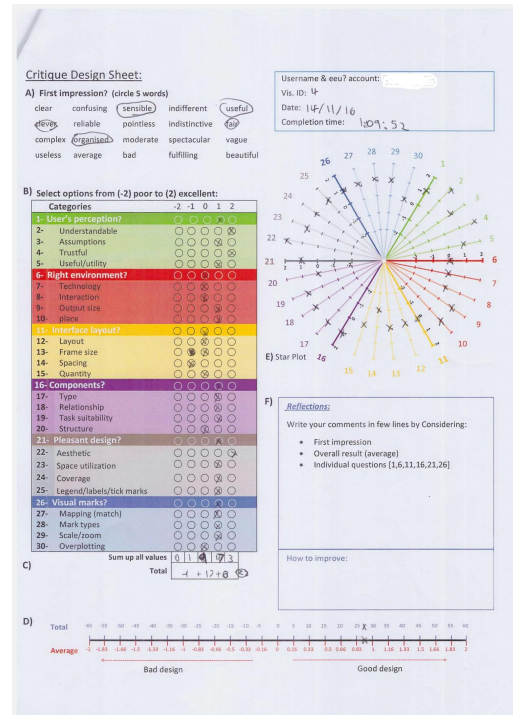 Critique Design Sheet:
A) First impression? (circle 5 words)
clear confusing sensible indifferent useful
clever reliable pointless indistinctive fair
complex organised moderate spectacular vague
useless average bad fulfilling beautiful
Username & eeu? account:
Vis. ID: 4
Date: 14/11/16
Completion time: 1:09:52
B) Select options from (-2) poor to (2) excellent:
Categories -2 -1 0 1 2
1- User's perception?
2- Understandable
3- Assumptions
4- Trustful
5- Useful/utility
6- Right environment?
7- Technology
8- Interaction
9- Output size
10- place
11- Interface layout?
12- Layout
13- Frame size
14- Spacing
15- Quantity
16- Components?
17- Type
18- Relationship
19- Task suitability
20- Structure
21- Pleasant design?
22- Aesthetic
23- Space utilization
24- Coverage
25- Legend/labels/tick marks
26- Visual marks?
27- Mapping (match)
28- Mark types
29- Scale/zoom
30- Overplotting
Sum up all values 0 1 3
C)
Total
26 27 28 29 30
25 1
24 2
23 3
22 4
21 5
20 6
19 7
18 8
17 9
16 10
15 14 13 12 11
E) Star Plot
F)
Reflections:
Write your comments in few lines by Considering:
• First impression
• Overall result (average)
• Individual questions [1,6,11,16,21,26]
How to improve:
D)
Total -60 -55 -50 -45 -40 -35 -30 -25 -20 -15 -10 -5 0 5 10 15 20 25 30 35 40 45 50 55 60
Average -2 -1.83 -1.66 -1.5 -1.33 -1.16 -1 -0.83 -0.66 -0.5 -0.33 -0.16 0 0.16 0.33 0.5 0.66 0.83 1 1.16 1.33 1.5 1.66 1.83 2
Bad design Good design